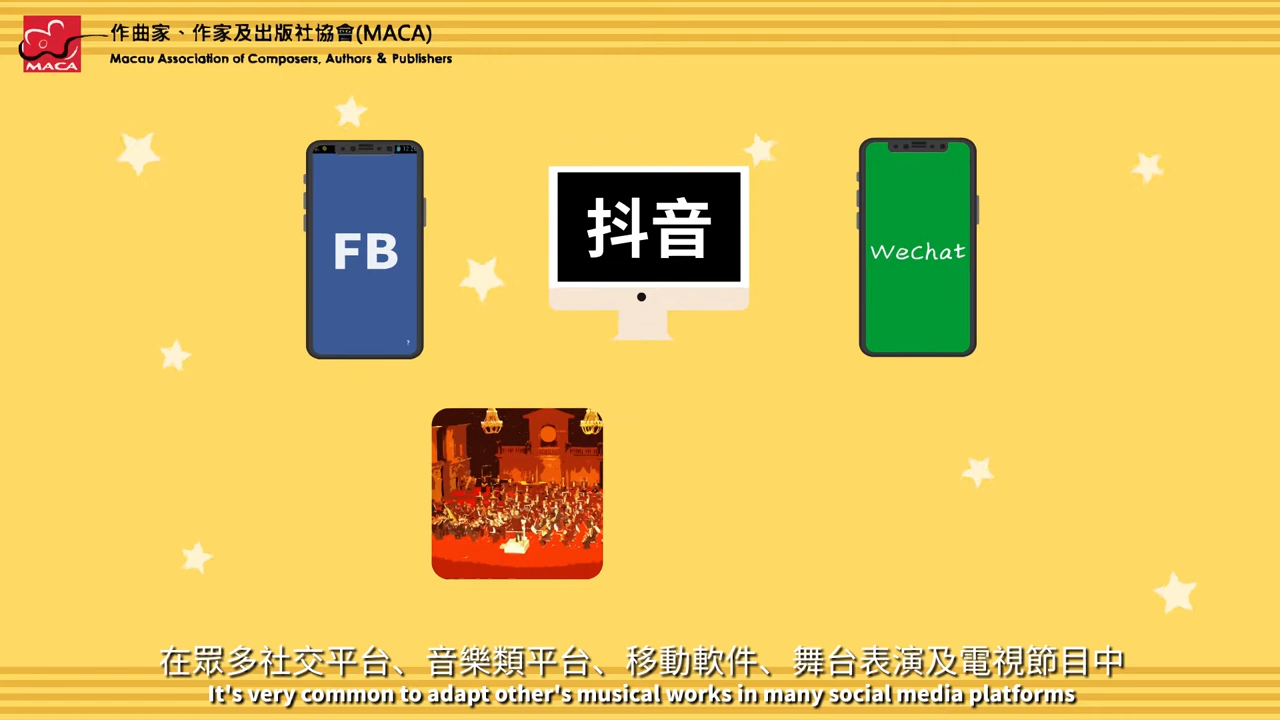 作曲家、作家及出版社協會(MACA)
MACA
Macau Association of Composers, Authors & Publishers
FB
抖音
WeChat
?
在眾多社交平台、音樂類平台、移動軟件、舞台表演及電視節目中
It's very common to adapt other's musical works in many social media platforms